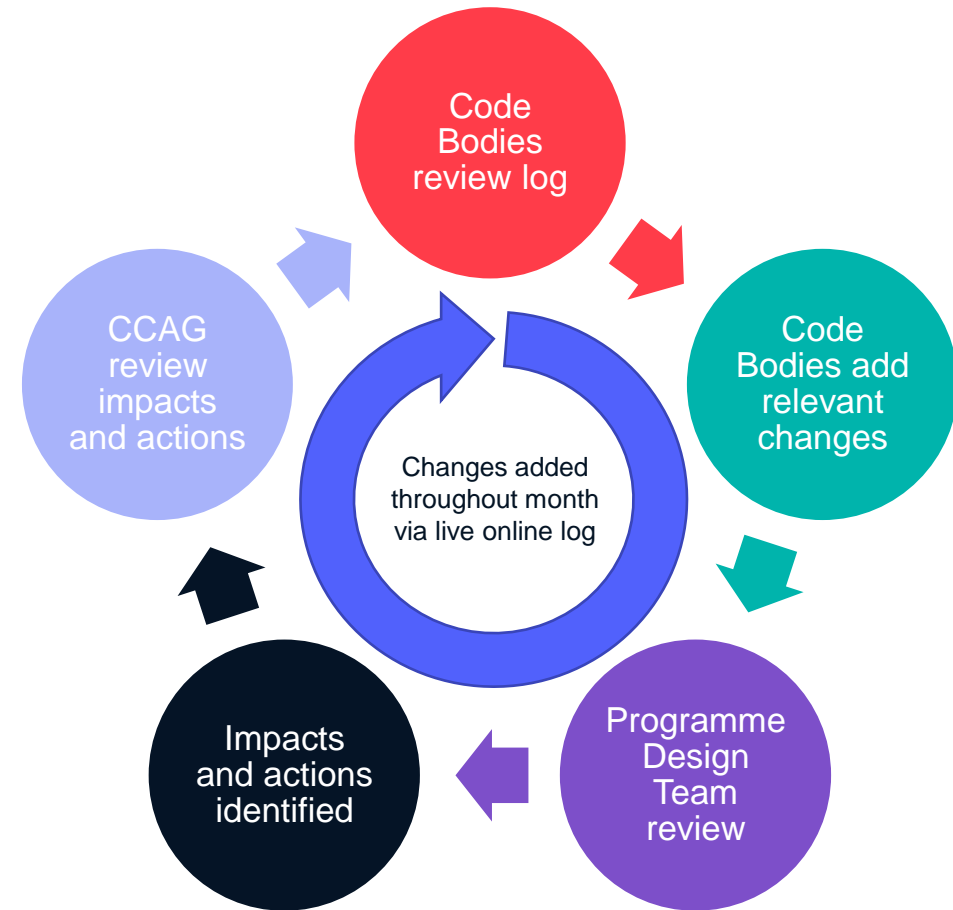 Code
Bodies
review log
Code
Bodies add
relevant
changes
Programme
Design
Team
review
Impacts
and actions
identified
CCAG
review
impacts
and actions
Changes added
throughout month
via live online log